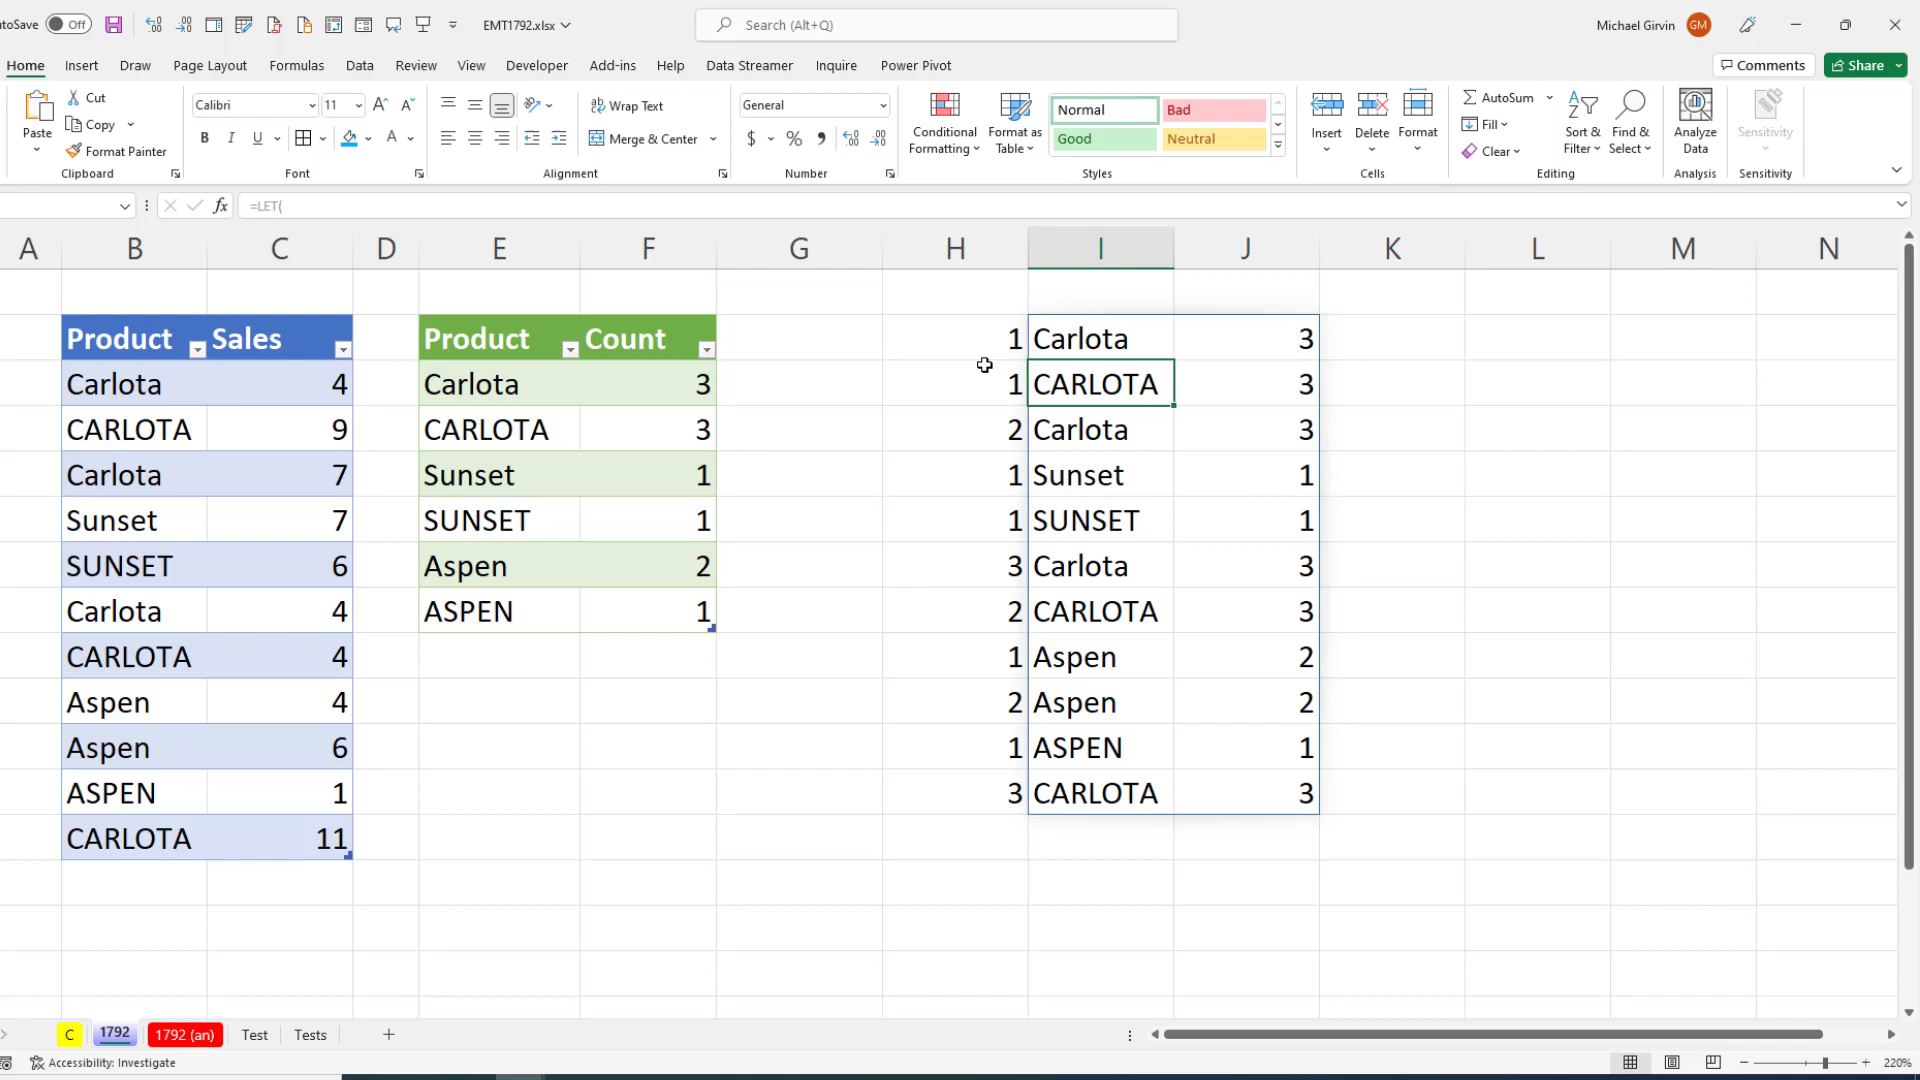 toSave Off EMT1792.xlsx Search (Alt+Q) Michael Girvin GM
Home Insert Draw Page Layout Formulas Data Review View Developer Add-ins Help Data Streamer Inquire Power Pivot Comments Share
Paste Cut Copy Format Painter Clipboard
Calibri 11 B I U A Font
Wrap Text Merge & Center Alignment
General $ % , Number
Conditional Formatting Format as Table Normal Bad Good Neutral Styles
Insert Delete Format Cells
AutoSum Fill Clear Sort & Filter Find & Select Editing
Analyze Data Analysis Sensitivity Sensitivity
fx =LET(
A B C D E F G H I J K L M N
Product Sales Product Count 1 Carlota 3
Carlota 4 Carlota 3 1 CARLOTA 3
CARLOTA 9 CARLOTA 3 2 Carlota 3
Carlota 7 Sunset 1 1 Sunset 1
Sunset 7 SUNSET 1 1 SUNSET 1
SUNSET 6 Aspen 2 3 Carlota 3
Carlota 4 ASPEN 1 2 CARLOTA 3
CARLOTA 4 1 Aspen 2
Aspen 4 2 Aspen 2
Aspen 6 1 ASPEN 1
ASPEN 1 3 CARLOTA 3
CARLOTA 11
C 1792 1792 (an) Test Tests
Accessibility: Investigate 220%